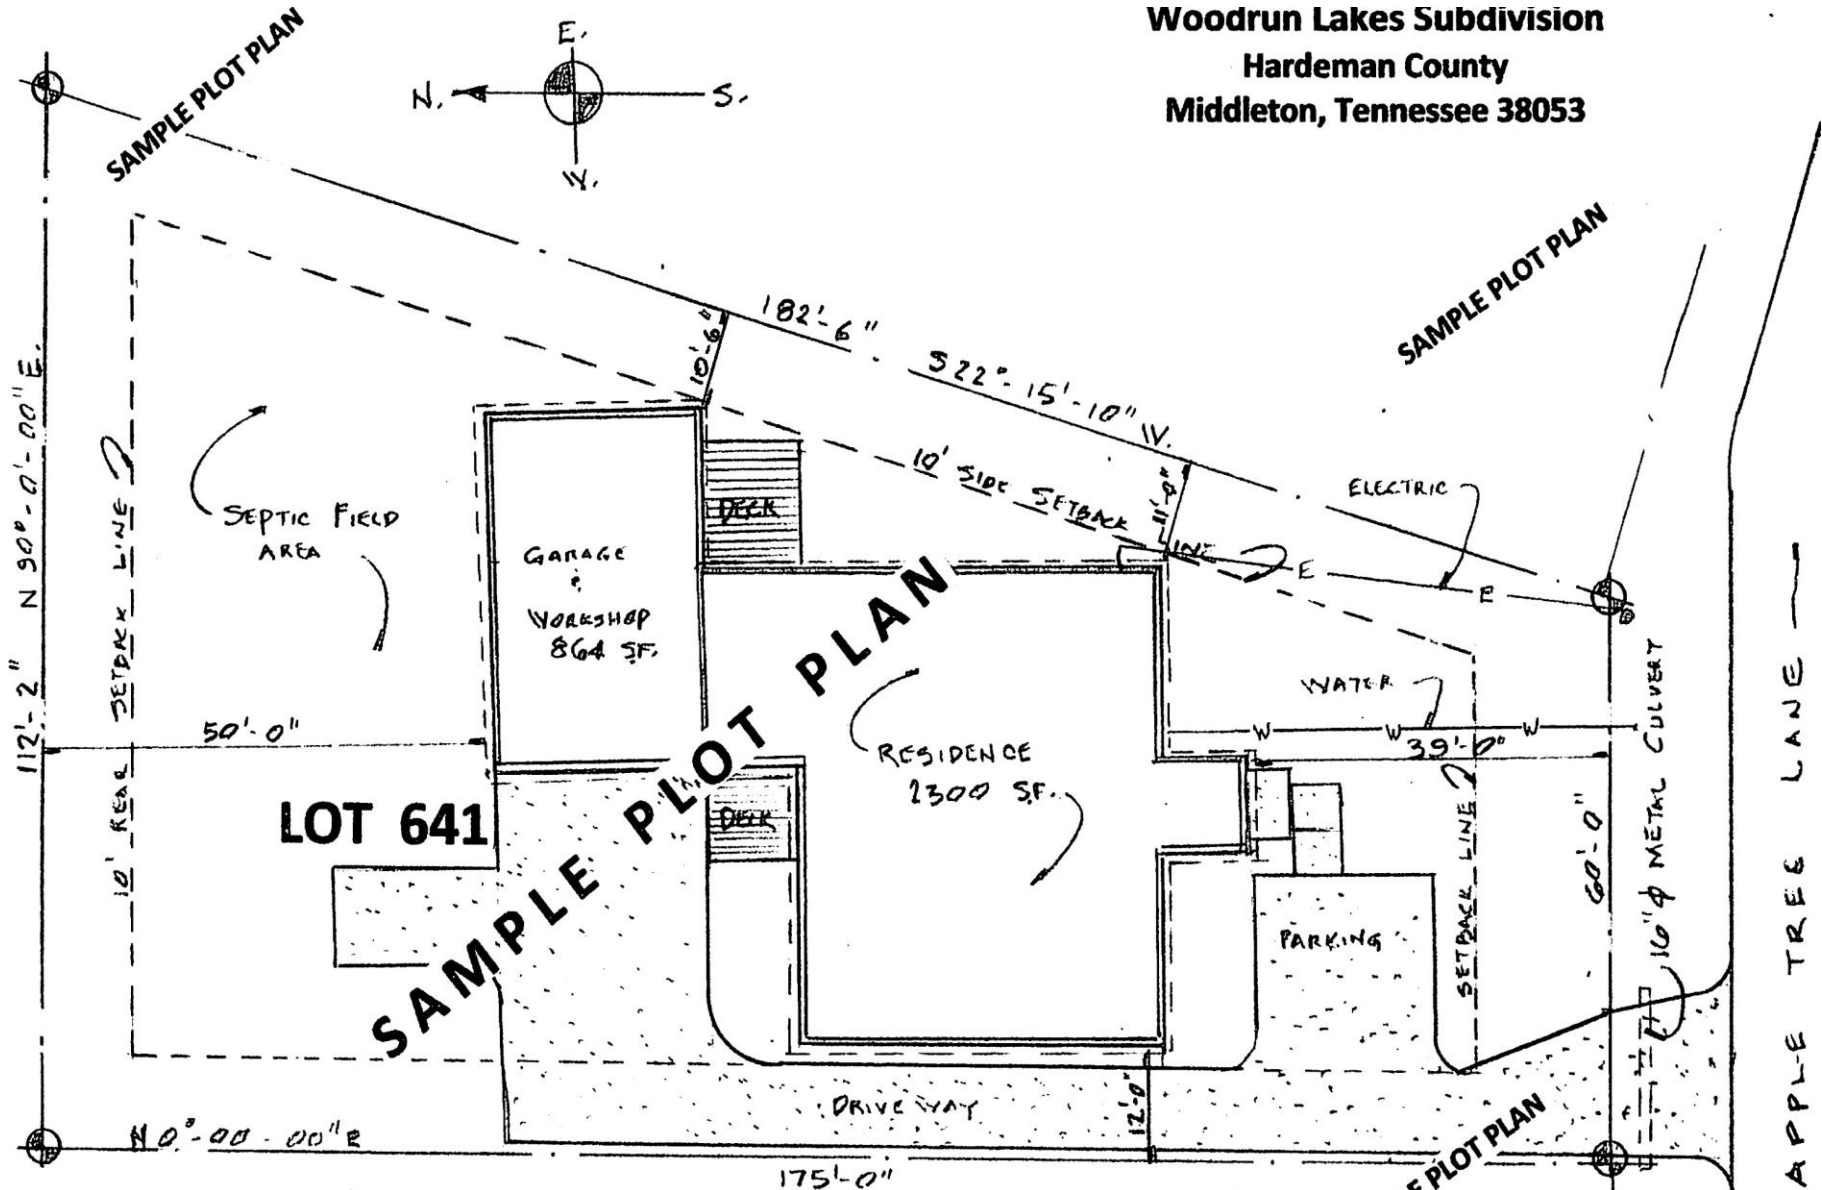 Woodrun Lakes Subdivision
Hardeman County
Middleton, Tennessee 38053
SAMPLE PLOT PLAN
E.
N.
S.
W.
SAMPLE PLOT PLAN
182'-6"
S22°-15'-10" W.
10'-6"
10' SIDE SETBACK LINE
11'-0"
ELECTRIC
E
E
112'-2" N 90°-0'-00" E.
10' REAR SETBACK LINE
SEPTIC FIELD
AREA
GARAGE
&
WORKSHOP
864 SF.
DECK
50'-0"
LOT 641
SAMPLE PLOT PLAN
RESIDENCE
2300 S.F.
DECK
WATER
W
W
W
39'-0"
SETBACK LINE
60'-0"
16"φ METAL CULVERT
APPLE TREE LANE
PARKING
DRIVEWAY
12'-0"
N 0°-00-00" E
175'-0"
E PLOT PLAN